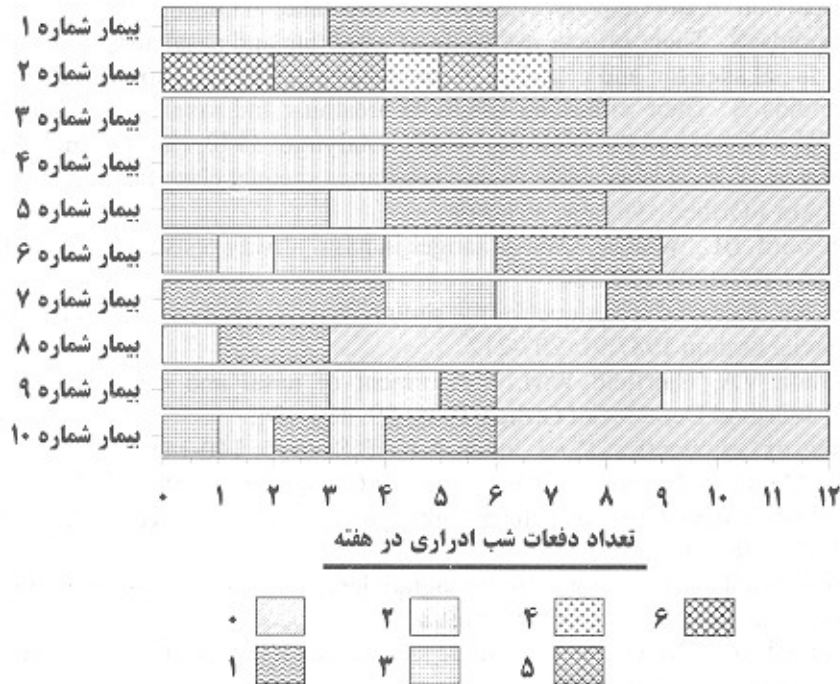 بیمار شماره ۱
بیمار شماره ۲
بیمار شماره ۳
بیمار شماره ۴
بیمار شماره ۵
بیمار شماره ۶
بیمار شماره ۷
بیمار شماره ۸
بیمار شماره ۹
بیمار شماره ۱۰
۰ ۱ ۲ ۳ ۴ ۵ ۶ ۷ ۸ ۹ ۱۰ ۱۱ ۱۲
تعداد دفعات شب ادراری در هفته
۰ ۲ ۴ ۶
۱ ۳ ۵